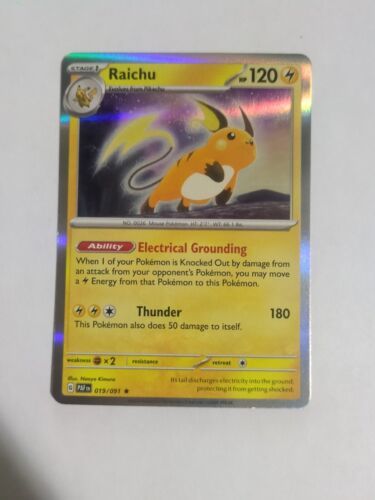 STAGE 1
Raichu
HP 120
Evolves from Pikachu
NO. 0026 Mouse Pokémon HT: 2'7" WT: 66.1 lbs.
Ability Electrical Grounding
When 1 of your Pokémon is Knocked Out by damage from
an attack from your opponent's Pokémon, you may move
a Energy from that Pokémon to this Pokémon.
Thunder 180
This Pokémon also does 50 damage to itself.
weakness ×2 resistance retreat
Illus. Naoyo Kimura
Its tail discharges electricity into the ground,
protecting it from getting shocked.
G PAF EN 019/091 ★